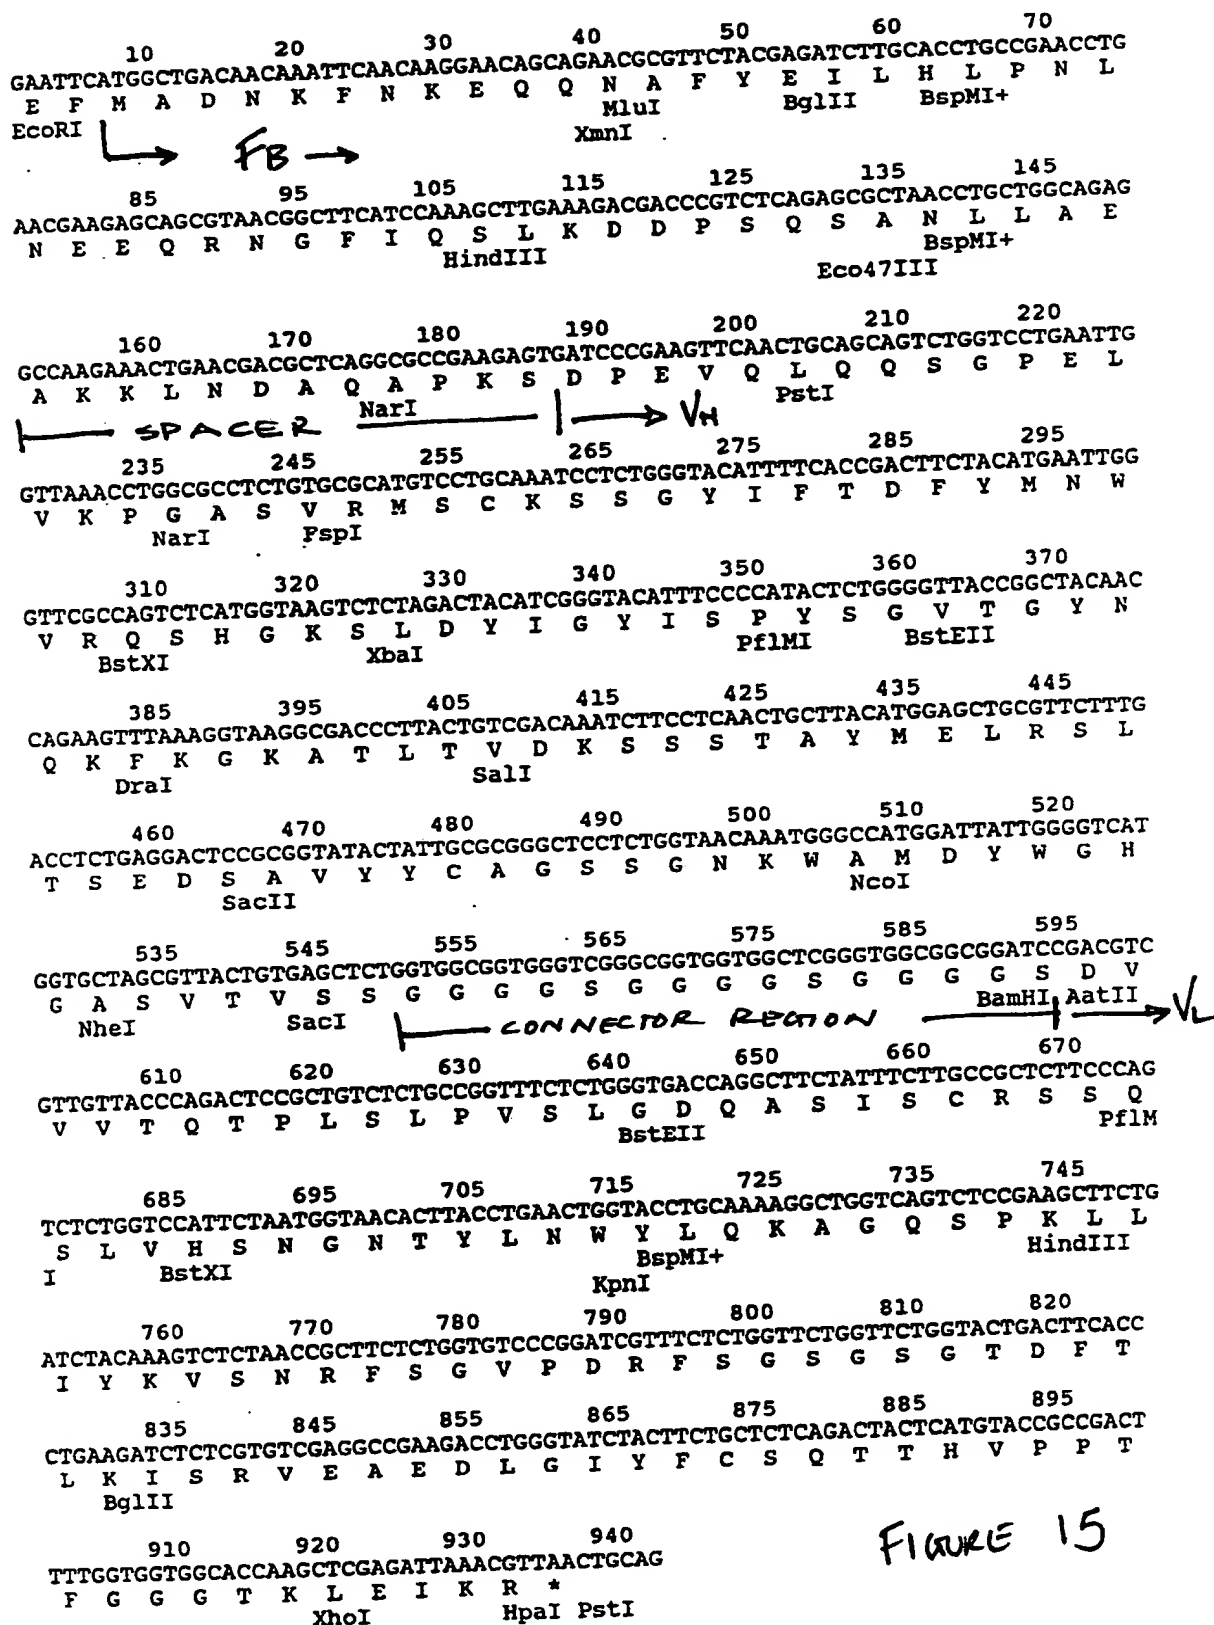 10 20 30 40 50 60 70
GAATTCATGGCTGACAACAAATTCAACAAGGAACAGCAGAACGCGTTCTACGAGATCTTGCACCTGCCGAACCTG
E F M A D N K F N K E Q Q N A F Y E I L H L P N L
EcoRI MluI BglII BspMI+
XmnI
FB
85 95 105 115 125 135 145
AACGAAGAGCAGCGTAACGGCTTCATCCAAAGCTTGAAAGACGACCCGTCTCAGAGCGCTAACCTGCTGGCAGAG
N E E Q R N G F I Q S L K D D P S Q S A N L L A E
HindIII BspMI+
Eco47III
160 170 180 190 200 210 220
GCCAAGAAACTGAACGACGCTCAGGCGCCGAAGAGTGATCCCGAAGTTCAACTGCAGCAGTCTGGTCCTGAATTG
A K K L N D A Q A P K S D P E V Q L Q Q S G P E L
NarI PstI
SPACER VH
235 245 255 265 275 285 295
GTTAAACCTGGCGCCTCTGTGCGCATGTCCTGCAAATCCTCTGGGTACATTTTCACCGACTTCTACATGAATTGG
V K P G A S V R M S C K S S G Y I F T D F Y M N W
NarI FspI
310 320 330 340 350 360 370
GTTCGCCAGTCTCATGGTAAGTCTCTAGACTACATCGGGTACATTTCCCCATACTCTGGGGTTACCGGCTACAAC
V R Q S H G K S L D Y I G Y I S P Y S G V T G Y N
BstXI XbaI PflMI BstEII
385 395 405 415 425 435 445
CAGAAGTTTAAAGGTAAGGCGACCCTTACTGTCGACAAATCTTCCTCAACTGCTTACATGGAGCTGCGTTCTTTG
Q K F K G K A T L T V D K S S S T A Y M E L R S L
DraI SalI
460 470 480 490 500 510 520
ACCTCTGAGGACTCCGCGGTATACTATTGCGCGGGCTCCTCTGGTAACAAATGGGCCATGGATTATTGGGGTCAT
T S E D S A V Y Y C A G S S G N K W A M D Y W G H
SacII NcoI
535 545 555 565 575 585 595
GGTGCTAGCGTTACTGTGAGCTCTGGTGGCGGTGGGTCGGGCGGTGGTGGCTCGGGTGGCGGCGGATCCGACGTC
G A S V T V S S G G G G S G G G G S G G G G S D V
NheI SacI BamHI AatII
CONNECTOR REGION VL
610 620 630 640 650 660 670
GTTGTTACCCAGACTCCGCTGTCTCTGCCGGTTTCTCTGGGTGACCAGGCTTCTATTTCTTGCCGCTCTTCCCAG
V V T Q T P L S L P V S L G D Q A S I S C R S S Q
BstEII PflM
685 695 705 715 725 735 745
TCTCTGGTCCATTCTAATGGTAACACTTACCTGAACTGGTACCTGCAAAAGGCTGGTCAGTCTCCGAAGCTTCTG
S L V H S N G N T Y L N W Y L Q K A G Q S P K L L
I BstXI BspMI+ HindIII
KpnI
760 770 780 790 800 810 820
ATCTACAAAGTCTCTAACCGCTTCTCTGGTGTCCCGGATCGTTTCTCTGGTTCTGGTTCTGGTACTGACTTCACC
I Y K V S N R F S G V P D R F S G S G S G T D F T
835 845 855 865 875 885 895
CTGAAGATCTCTCGTGTCGAGGCCGAAGACCTGGGTATCTACTTCTGCTCTCAGACTACTCATGTACCGCCGACT
L K I S R V E A E D L G I Y F C S Q T T H V P P T
BglII
910 920 930 940
TTTGGTGGTGGCACCAAGCTCGAGATTAAACGTTAACTGCAG
F G G G T K L E I K R *
XhoI HpaI PstI
FIGURE 15